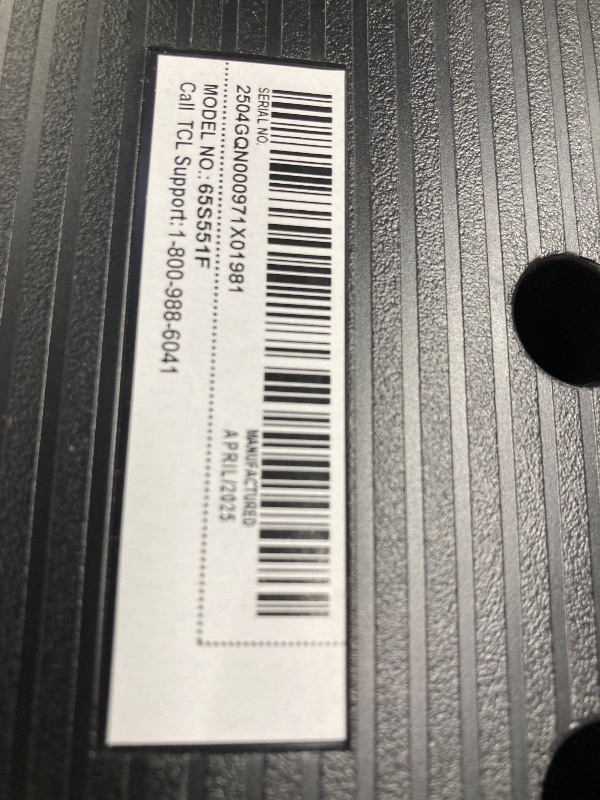 SERIAL NO.
2504GQN000971X01981
MANUFACTURED
APRIL/2025
MODEL NO.: 65S551F
Call TCL Support:1-800-988-6041